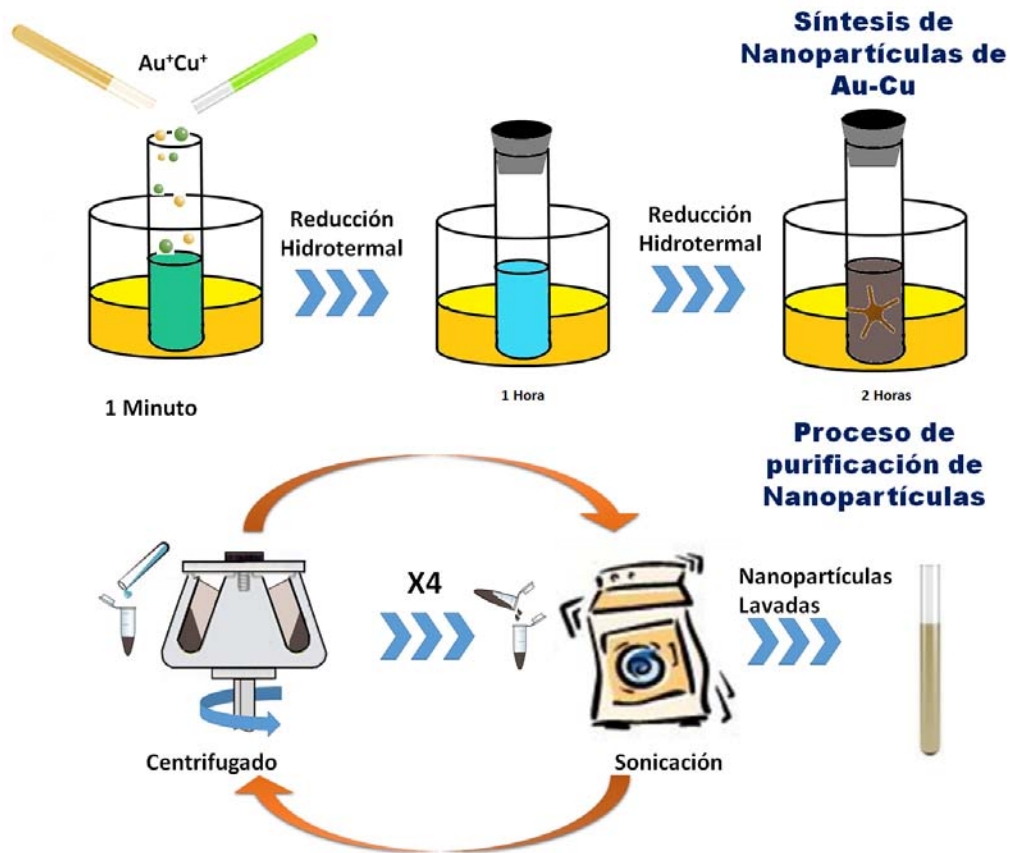 Au⁺Cu⁺
Síntesis de
Nanopartículas de
Au-Cu
Reducción
Hidrotermal
Reducción
Hidrotermal
1 Minuto
1 Hora
2 Horas
Proceso de
purificación de
Nanopartículas
X4
Nanopartículas
Lavadas
Centrifugado
Sonicación